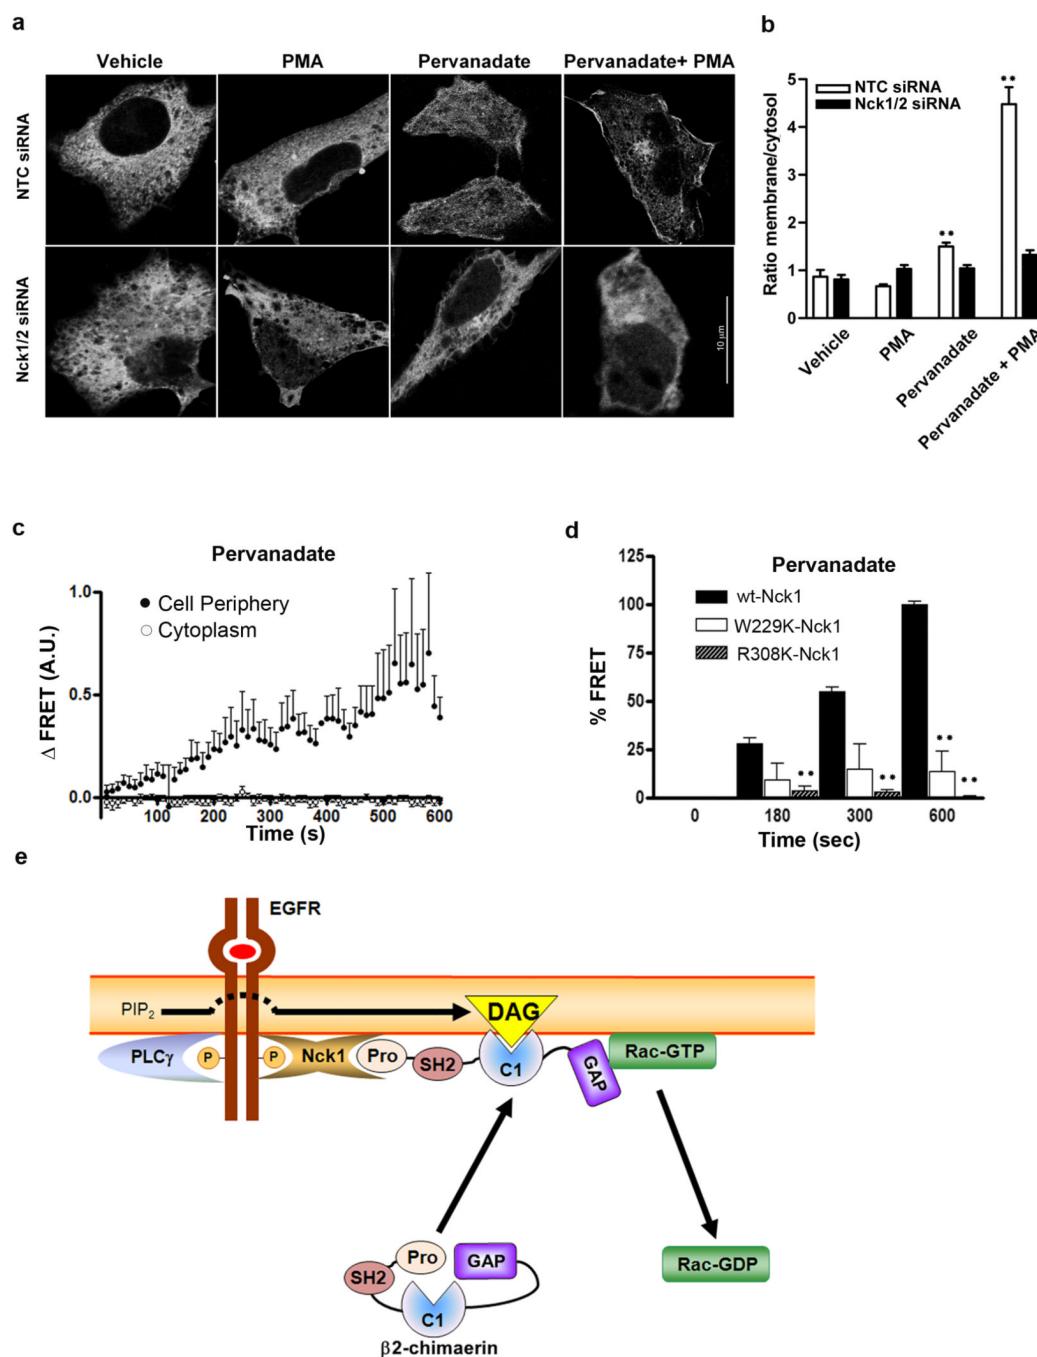 a
Vehicle PMA Pervanadate Pervanadate+ PMA
NTC siRNA
Nck1/2 siRNA
10 µm
b
NTC siRNA
Nck1/2 siRNA
**
**
Ratio membrane/cytosol
5
4
3
2
1
0
Vehicle
PMA
Pervanadate
Pervanadate + PMA
c
Pervanadate
Cell Periphery
Cytoplasm
Δ FRET (A.U.)
1.0
0.5
0.0
100 200 300 400 500 600
Time (s)
d
Pervanadate
wt-Nck1
W229K-Nck1
R308K-Nck1
% FRET
125
100
75
50
25
0
** ** ** **
0 180 300 600
Time (sec)
e
EGFR
PIP2
DAG
PLCγ P P Nck1 Pro SH2 C1 GAP Rac-GTP
SH2 Pro GAP
C1
β2-chimaerin
Rac-GDP